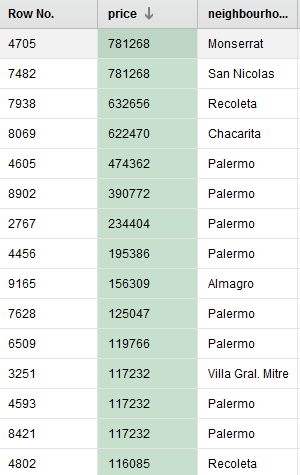 Row No. price neighbourho...
4705 781268 Monserrat
7482 781268 San Nicolas
7938 632656 Recoleta
8069 622470 Chacarita
4605 474362 Palermo
8902 390772 Palermo
2767 234404 Palermo
4456 195386 Palermo
9165 156309 Almagro
7628 125047 Palermo
6509 119766 Palermo
3251 117232 Villa Gral. Mitre
4593 117232 Palermo
8421 117232 Palermo
4802 116085 Recoleta